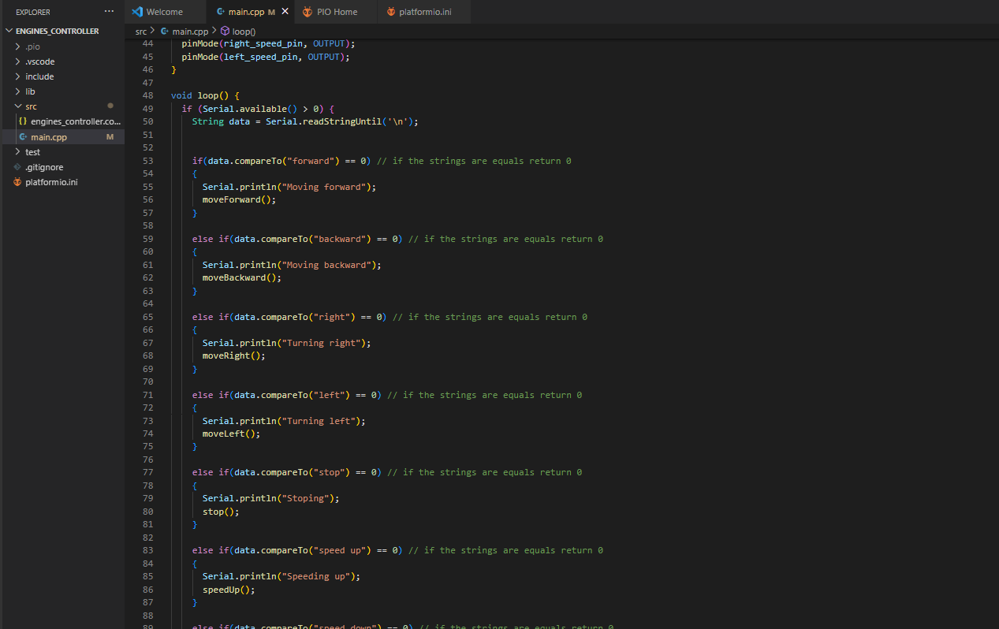 EXPLORER
ENGINES_CONTROLLER
.pio
.vscode
include
lib
src
engines_controller.co...
main.cpp M
test
.gitignore
platformio.ini
Welcome main.cpp M PIO Home platformio.ini
src > main.cpp > loop()
44 pinMode(right_speed_pin, OUTPUT);
45 pinMode(left_speed_pin, OUTPUT);
46 }
47
48 void loop() {
49 if (Serial.available() > 0) {
50 String data = Serial.readStringUntil('\n');
51
52
53 if(data.compareTo("forward") == 0) // if the strings are equals return 0
54 {
55 Serial.println("Moving forward");
56 moveForward();
57 }
58
59 else if(data.compareTo("backward") == 0) // if the strings are equals return 0
60 {
61 Serial.println("Moving backward");
62 moveBackward();
63 }
64
65 else if(data.compareTo("right") == 0) // if the strings are equals return 0
66 {
67 Serial.println("Turning right");
68 moveRight();
69 }
70
71 else if(data.compareTo("left") == 0) // if the strings are equals return 0
72 {
73 Serial.println("Turning left");
74 moveLeft();
75 }
76
77 else if(data.compareTo("stop") == 0) // if the strings are equals return 0
78 {
79 Serial.println("Stoping");
80 stop();
81 }
82
83 else if(data.compareTo("speed up") == 0) // if the strings are equals return 0
84 {
85 Serial.println("Speeding up");
86 speedUp();
87 }
88
89 else if(data.compareTo("speed down") == 0) // if the strings are equals return 0